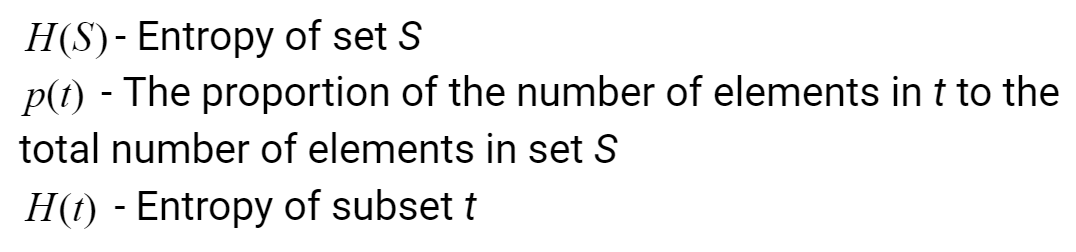 H(S) - Entropy of set S
p(t) - The proportion of the number of elements in t to the
total number of elements in set S
H(t) - Entropy of subset t